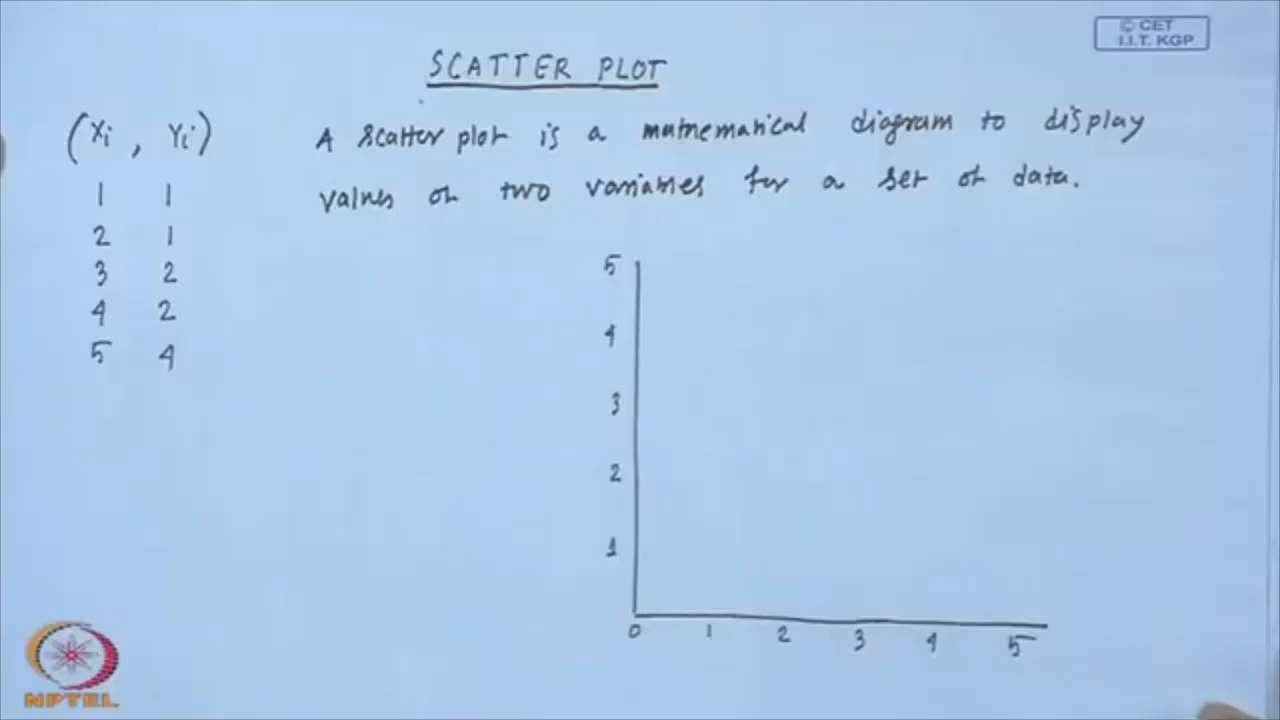 © CET
I.I.T. KGP
SCATTER PLOT
(Xi, Yi)
1 1
2 1
3 2
4 2
5 4
A scatter plot is a mathematical diagram to display
values of two variables for a set of data.
5
4
3
2
1
0 1 2 3 4 5
NPTEL